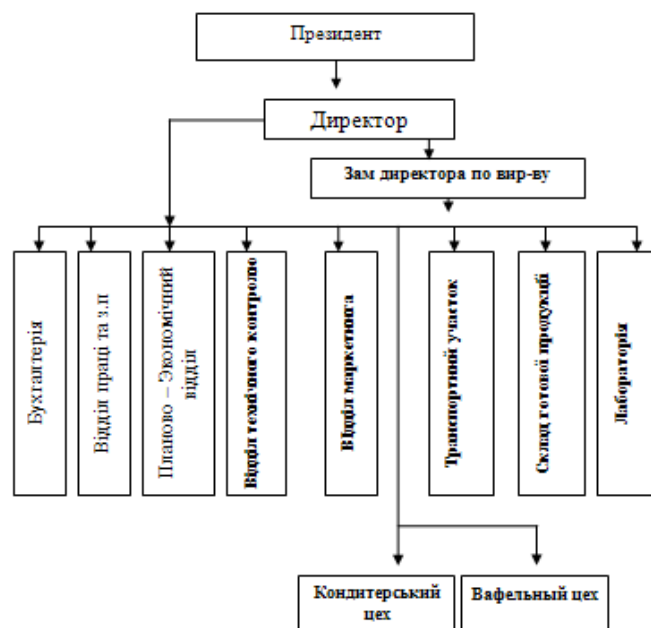 Президент
Директор
Зам директора по вир-ву
Бухгалтерія
Відділ праці та з.п
Планово – Экономічний
відділ
Відділ технічного контролю
Відділ маркетинга
Транспортний участок
Склад готової продукції
Лабораторія
Кондитерський
цех
Вафельный цех